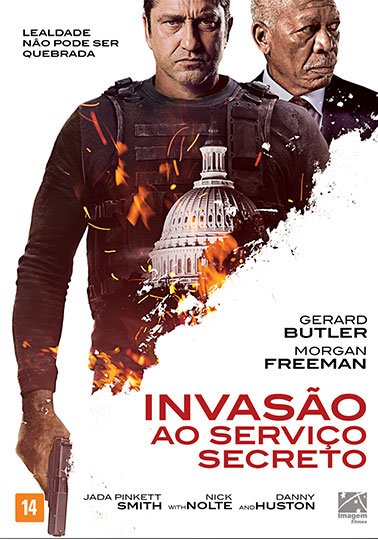 LEALDADE
NÃO PODE SER
QUEBRADA
GERARD
BUTLER
MORGAN
FREEMAN
INVASÃO
AO SERVIÇO
SECRETO
14
JADA PINKETT
SMITH
WITH
NICK
NOLTE
AND
DANNY
HUSTON
Imagem
Filmes